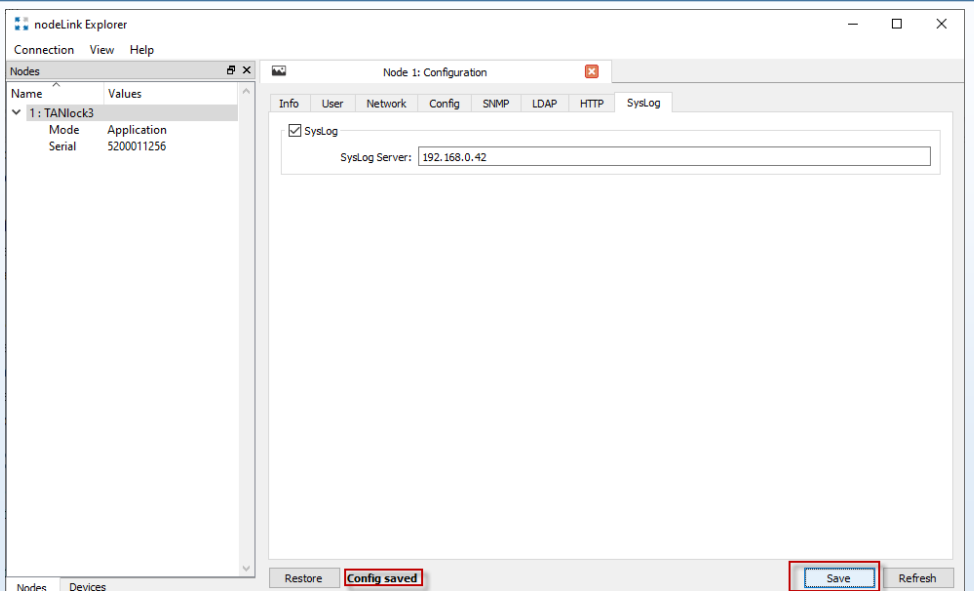 nodeLink Explorer
Connection View Help
Nodes
Name Values
1 : TANlock3
Mode Application
Serial 5200011256
Nodes Devices
Node 1: Configuration
Info User Network Config SNMP LDAP HTTP SysLog
SysLog
SysLog Server: 192.168.0.42
Restore Config saved Save Refresh